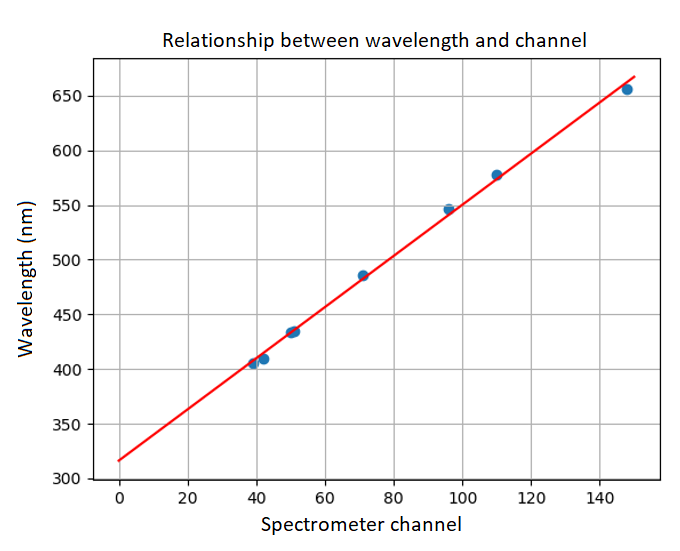 Relationship between wavelength and channel
650
600
550
500
450
400
350
300
Wavelength (nm)
0 20 40 60 80 100 120 140
Spectrometer channel